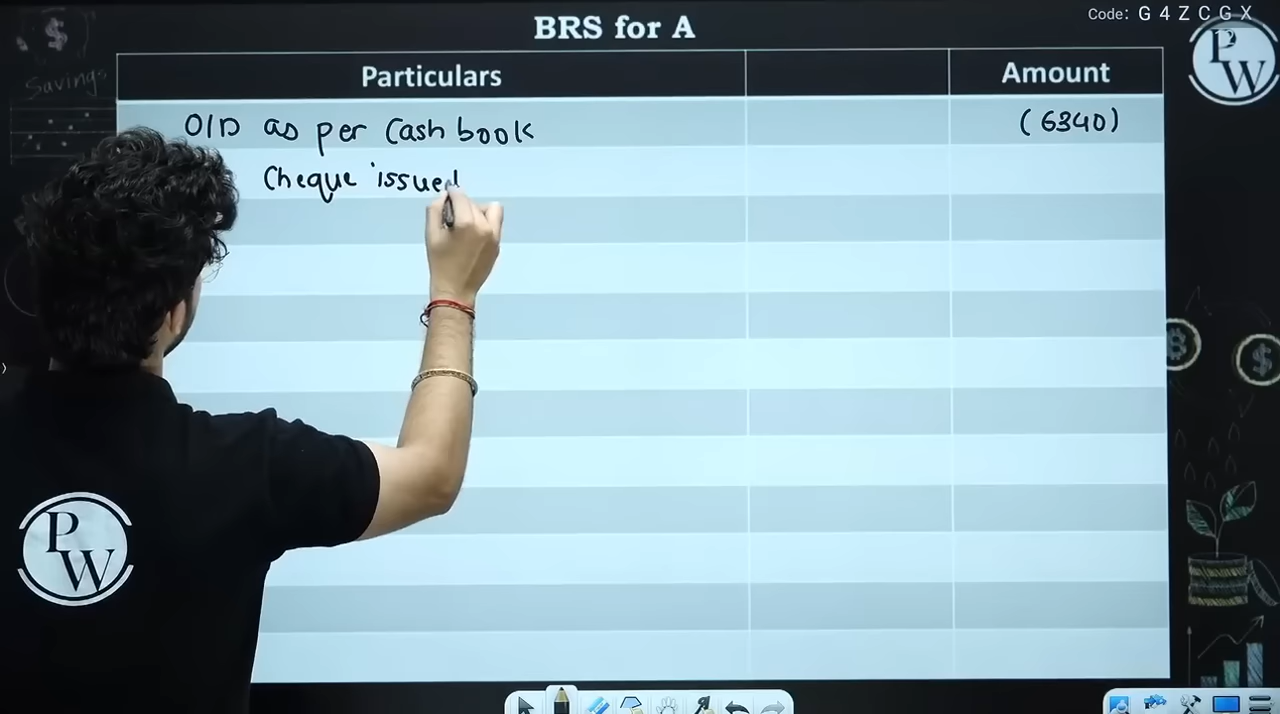 Code: G 4 Z C G X
BRS for A
Savings
Particulars Amount
O/D as per Cash book (6340)
Cheque issued
PW
PW